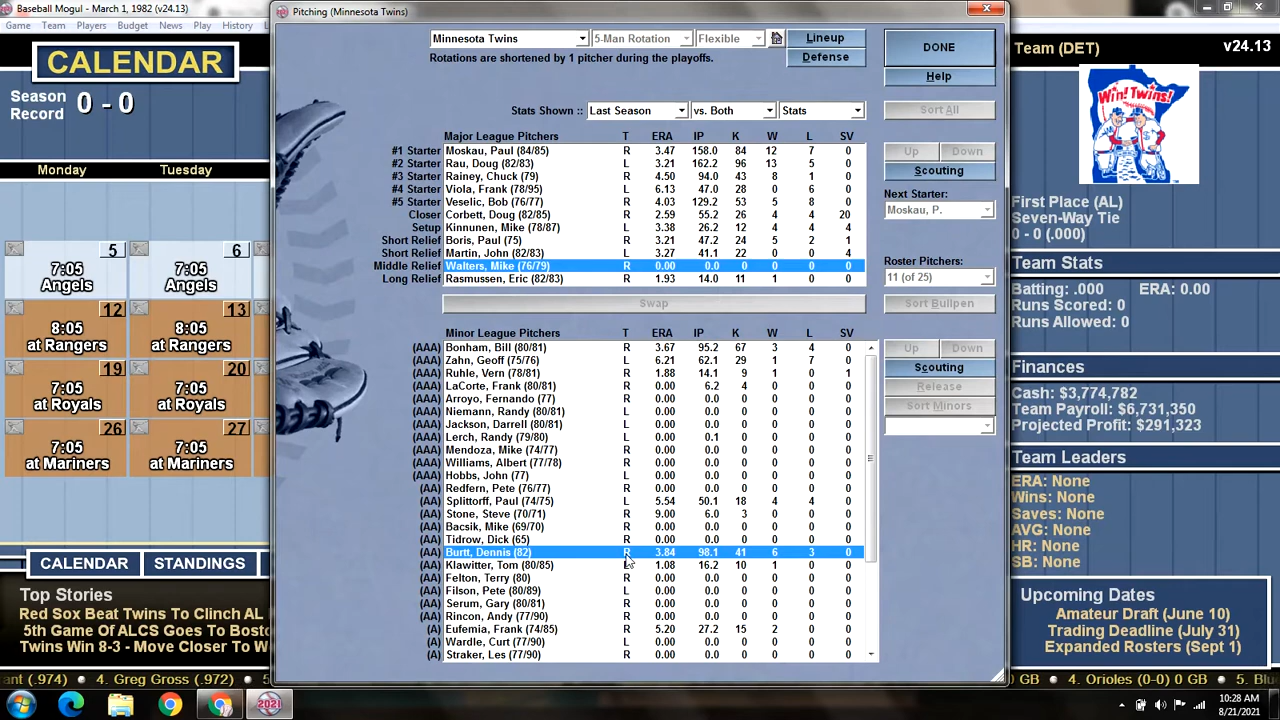 Baseball Mogul - March 1, 1982 (v24.13)
Game Team Players Budget News Play History
CALENDAR
Season
Record 0 - 0
Monday Tuesday
5 6
7:05 7:05
Angels Angels
12 13
8:05 8:05
at Rangers at Rangers
19 20
7:05 7:05
at Royals at Royals
26 27
7:05 7:05
at Mariners at Mariners
CALENDAR STANDINGS
Top Stories
Red Sox Beat Twins To Clinch AL
5th Game Of ALCS Goes To Bosto
Twins Win 8-3 - Move Closer To W
Pitching (Minnesota Twins)
Minnesota Twins 5-Man Rotation Flexible Lineup
Rotations are shortened by 1 pitcher during the playoffs. Defense
Stats Shown :: Last Season vs. Both Stats
Major League Pitchers T ERA IP K W L SV
#1 Starter Moskau, Paul (84/85) R 3.47 158.0 84 12 7 0
#2 Starter Rau, Doug (82/83) L 3.21 162.2 96 13 5 0
#3 Starter Rainey, Chuck (79) R 4.50 94.0 43 8 1 0
#4 Starter Viola, Frank (78/95) L 6.13 47.0 28 0 6 0
#5 Starter Veselic, Bob (76/77) R 4.03 129.2 53 5 8 0
Closer Corbett, Doug (82/85) R 2.59 55.2 26 4 4 20
Setup Kinnunen, Mike (78/87) L 3.38 26.2 12 4 4 4
Short Relief Boris, Paul (75) R 3.21 47.2 24 5 2 1
Short Relief Martin, John (82/83) L 3.27 41.1 22 0 0 4
Middle Relief Walters, Mike (76/79) R 0.00 0.0 0 0 0 0
Long Relief Rasmussen, Eric (82/83) R 1.93 14.0 11 1 0 0
Swap
Minor League Pitchers T ERA IP K W L SV
(AAA) Bonham, Bill (80/81) R 3.67 95.2 67 3 4 0
(AAA) Zahn, Geoff (75/76) L 6.21 62.1 29 1 7 0
(AAA) Ruhle, Vern (78/81) R 1.88 14.1 9 1 0 1
(AAA) LaCorte, Frank (80/81) R 0.00 6.2 4 0 0 0
(AAA) Arroyo, Fernando (77) R 0.00 0.0 0 0 0 0
(AAA) Niemann, Randy (80/81) L 0.00 0.0 0 0 0 0
(AAA) Jackson, Darrell (80/81) L 0.00 0.0 0 0 0 0
(AAA) Lerch, Randy (79/80) L 0.00 0.1 0 0 0 0
(AAA) Mendoza, Mike (74/77) R 0.00 0.0 0 0 0 0
(AAA) Williams, Albert (77/78) R 0.00 0.0 0 0 0 0
(AAA) Hobbs, John (77) L 0.00 0.0 0 0 0 0
(AA) Redfern, Pete (76/77) R 0.00 0.0 0 0 0 0
(AA) Splittorff, Paul (74/75) L 5.54 50.1 18 4 4 0
(AA) Stone, Steve (70/71) R 9.00 6.0 3 0 0 0
(AA) Bacsik, Mike (69/70) R 0.00 0.0 0 0 0 0
(AA) Tidrow, Dick (65) R 0.00 0.0 0 0 0 0
(AA) Burtt, Dennis (82) R 3.84 98.1 41 6 3 0
(AA) Klawitter, Tom (80/85) L 1.08 16.2 10 1 0 0
(AA) Felton, Terry (80) R 0.00 0.0 0 0 0 0
(AA) Filson, Pete (80/89) L 0.00 0.0 0 0 0 0
(AA) Serum, Gary (80/81) R 0.00 0.0 0 0 0 0
(AA) Rincon, Andy (77/90) R 0.00 0.0 0 0 0 0
(A) Eufemia, Frank (74/85) R 5.20 27.2 15 2 0 0
(A) Wardle, Curt (77/90) L 0.00 0.0 0 0 0 0
(A) Straker, Les (77/90) R 0.00 0.0 0 0 0 0
DONE
Help
Sort All
Up Down
Scouting
Next Starter:
Moskau, P.
Roster Pitchers:
11 (of 25)
Sort Bullpen
Up Down
Scouting
Release
Sort Minors
Team (DET) v24.13
Win! Twins!
First Place (AL)
Seven-Way Tie
0 - 0 (.000)
Team Stats
Batting: .000 ERA: 0.00
Runs Scored: 0
Runs Allowed: 0
Finances
Cash: $3,774,782
Team Payroll: $6,731,350
Projected Profit: $291,323
Team Leaders
ERA: None
Wins: None
Saves: None
AVG: None
HR: None
SB: None
Upcoming Dates
Amateur Draft (June 10)
Trading Deadline (July 31)
Expanded Rosters (Sept 1)
ant (.974) 4. Greg Gross (.972) 0 GB 4. Orioles (0-0) 0 GB 5. Blu
10:28 AM
8/21/2021